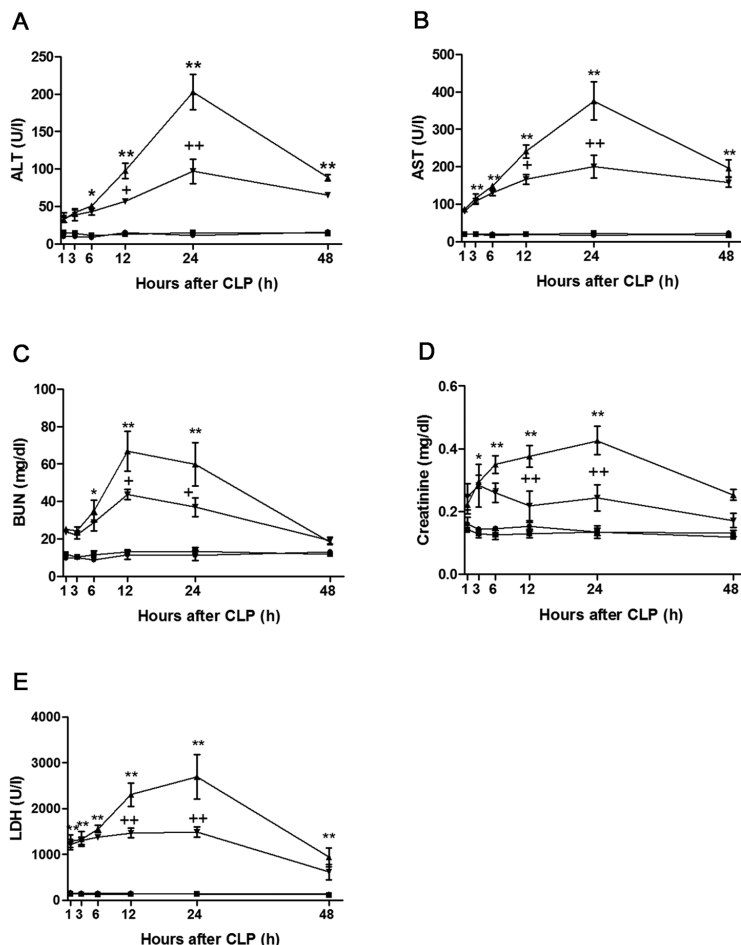 A
ALT (U/l)
250
200
150
100
50
0
**
**
++
+
*
**
1 3 6 12 24 48
Hours after CLP (h)
B
AST (U/l)
500
400
300
200
100
0
**
**
++
**
+
**
**
1 3 6 12 24 48
Hours after CLP (h)
C
BUN (mg/dl)
100
80
60
40
20
0
**
**
*
+
+
1 3 6 12 24 48
Hours after CLP (h)
D
Creatinine (mg/dl)
0.6
0.4
0.2
0.0
*
**
**
**
++
++
1 3 6 12 24 48
Hours after CLP (h)
E
LDH (U/l)
4000
3000
2000
1000
0
**
**
**
**
**
++
++
**
1 3 6 12 24 48
Hours after CLP (h)